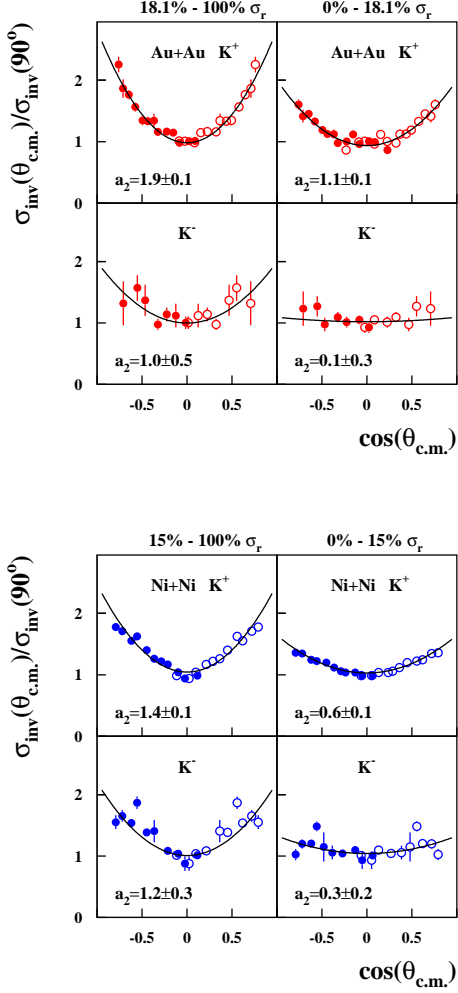 18.1% - 100% σr 0% - 18.1% σr
σinv(θc.m.)/σinv(90o)
Au+Au K+ Au+Au K+
2
1
a2=1.9±0.1 a2=1.1±0.1
K- K-
2
1
a2=1.0±0.5 a2=0.1±0.3
0
-0.5 0 0.5 -0.5 0 0.5
cos(θc.m.)
15% - 100% σr 0% - 15% σr
σinv(θc.m.)/σinv(90o)
Ni+Ni K+ Ni+Ni K+
2
1
a2=1.4±0.1 a2=0.6±0.1
K- K-
2
1
a2=1.2±0.3 a2=0.3±0.2
0
-0.5 0 0.5 -0.5 0 0.5
cos(θc.m.)